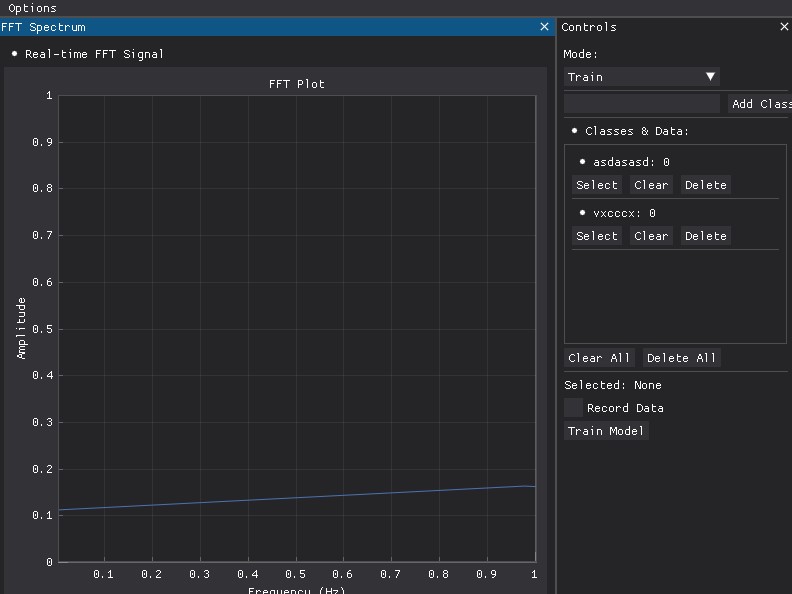 Options
FFT Spectrum
Real-time FFT Signal
FFT Plot
1
0.9
0.8
0.7
0.6
0.5
0.4
0.3
0.2
0.1
0
Amplitude
0.1 0.2 0.3 0.4 0.5 0.6 0.7 0.8 0.9 1
Frequency (Hz)
Controls
Mode:
Train
Add Class
Classes & Data:
asdasasd: 0
Select Clear Delete
vxcccx: 0
Select Clear Delete
Clear All Delete All
Selected: None
Record Data
Train Model